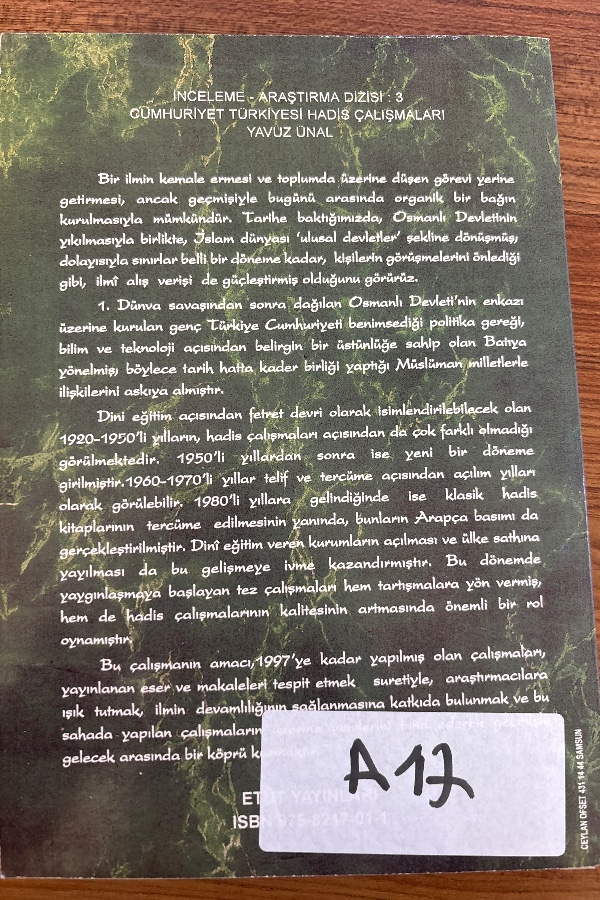 İNCELEME - ARAŞTIRMA DİZİSİ : 3
CUMHURİYET TÜRKİYESİ HADİS ÇALIŞMALARI
YAVUZ ÜNAL
Bir ilmin kemale ermesi ve toplumda üzerine düşen görevi yerine
getirmesi, ancak geçmişiyle bugünü arasında organik bir bağın
kurulmasıyla mümkündür. Tarihe baktığımızda, Osmanlı Devletinin
yıkılmasıyla birlikte, İslam dünyası 'ulusal devletler' şekline dönüşmüş,
dolayısıyla sınırlar belli bir döneme kadar, kişilerin görüşmelerini önlediği
gibi, ilmî alış verişi de güçleştirmiş olduğunu görürüz.
1. Dünva savaşından sonra dağılan Osmanlı Devleti'nin enkazı
üzerine kurulan genç Türkiye Cumhuriyeti benimsediği politika gereği,
bilim ve teknoloji açısından belirgin bir üstünlüğe sahip olan Batıya
yönelmiş, böylece tarih hatta kader birliği yaptığı Müslüman milletlerle
ilişkilerini askıya almıştır.
Dini eğitim açısından fetret devri olarak isimlendirilebilecek olan
1920-1950'li yılların, hadis çalışmaları açısından da çok farklı olmadığı
görülmektedir. 1950'li yıllardan sonra ise yeni bir döneme
girilmiştir.1960-1970'li yıllar telif ve tercüme açısından açılım yılları
olarak görülebilir. 1980'li yıllara gelindiğinde ise klasik hadis
kitaplarının tercüme edilmesinin yanında, bunların Arapça basımı da
gerçekleştirilmiştir. Dinî eğitim veren kurumların açılması ve ülke sathına
yayılması da bu gelişmeye ivme kazandırmıştır. Bu dönemde
yaygınlaşmaya başlayan tez çalışmaları hem tartışmalara yön vermiş,
hem de hadis çalışmalarının kalitesinin artmasında önemli bir rol
oynamıştır.
Bu çalışmanın amacı,1997'ye kadar yapılmış olan çalışmaları,
yayınlanan eser ve makaleleri tespit etmek suretiyle, araştırmacılara
ışık tutmak, ilmin devamlılığının sağlanmasına katkıda bulunmak ve bu
sahada yapılan çalışmaların
gelecek arasında bir köprü
A17
ETÜT YAYINLARI
ISBN 975-7217-01-1
CEYLAN OFSET 431 14 44 SAMSUN